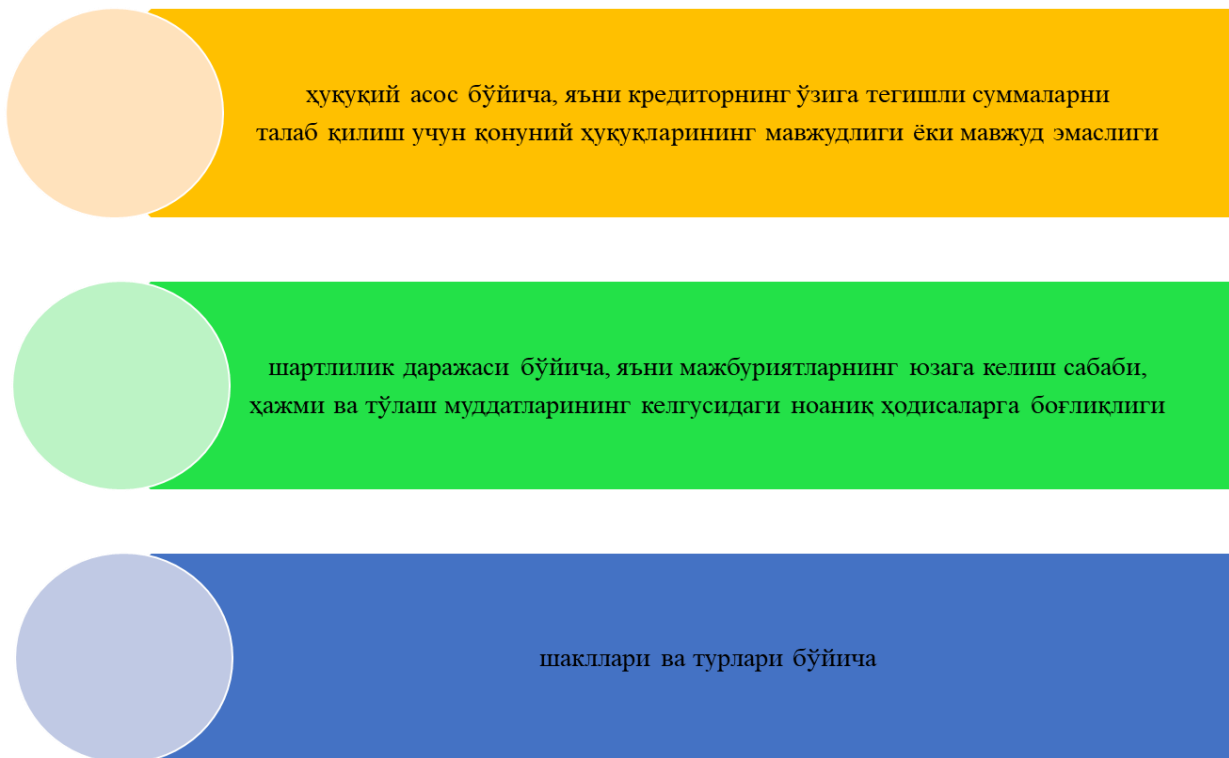 ҳуқуқий асос бўйича, яъни кредиторнинг ўзига тегишли суммаларни
талаб қилиш учун қонуний ҳуқуқларининг мавжудлиги ёки мавжуд эмаслиги
шартлилик даражаси бўйича, яъни мажбуриятларнинг юзага келиш сабаби,
ҳажми ва тўлаш муддатларининг келгусидаги ноаниқ ҳодисаларга боғлиқлиги
шакллари ва турлари бўйича